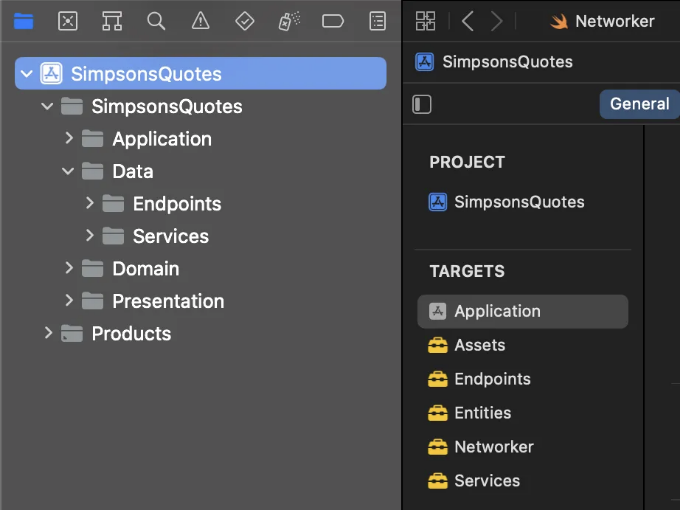 SimpsonsQuotes
SimpsonsQuotes
Application
Data
Endpoints
Services
Domain
Presentation
Products
Networker
SimpsonsQuotes
General
PROJECT
SimpsonsQuotes
TARGETS
Application
Assets
Endpoints
Entities
Networker
Services